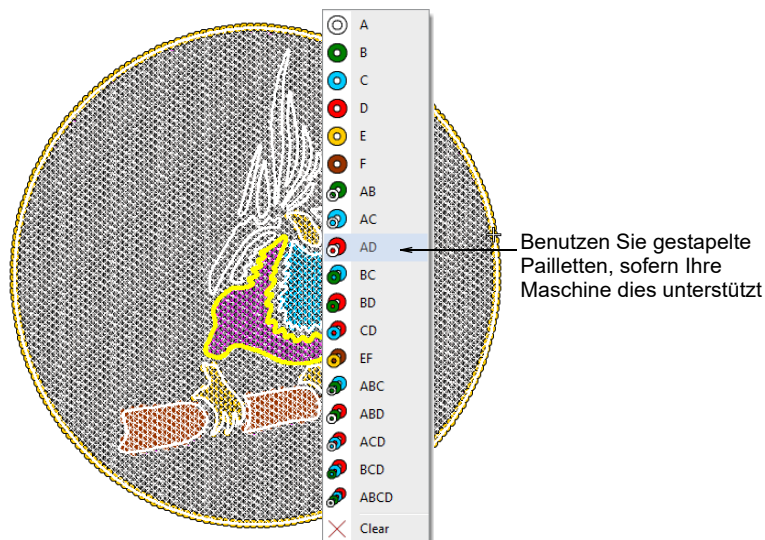 A
B
C
D
E
F
AB
AC
AD
BC
BD
CD
EF
ABC
ABD
ACD
BCD
ABCD
Clear
Benutzen Sie gestapelte
Pailletten, sofern Ihre
Maschine dies unterstützt